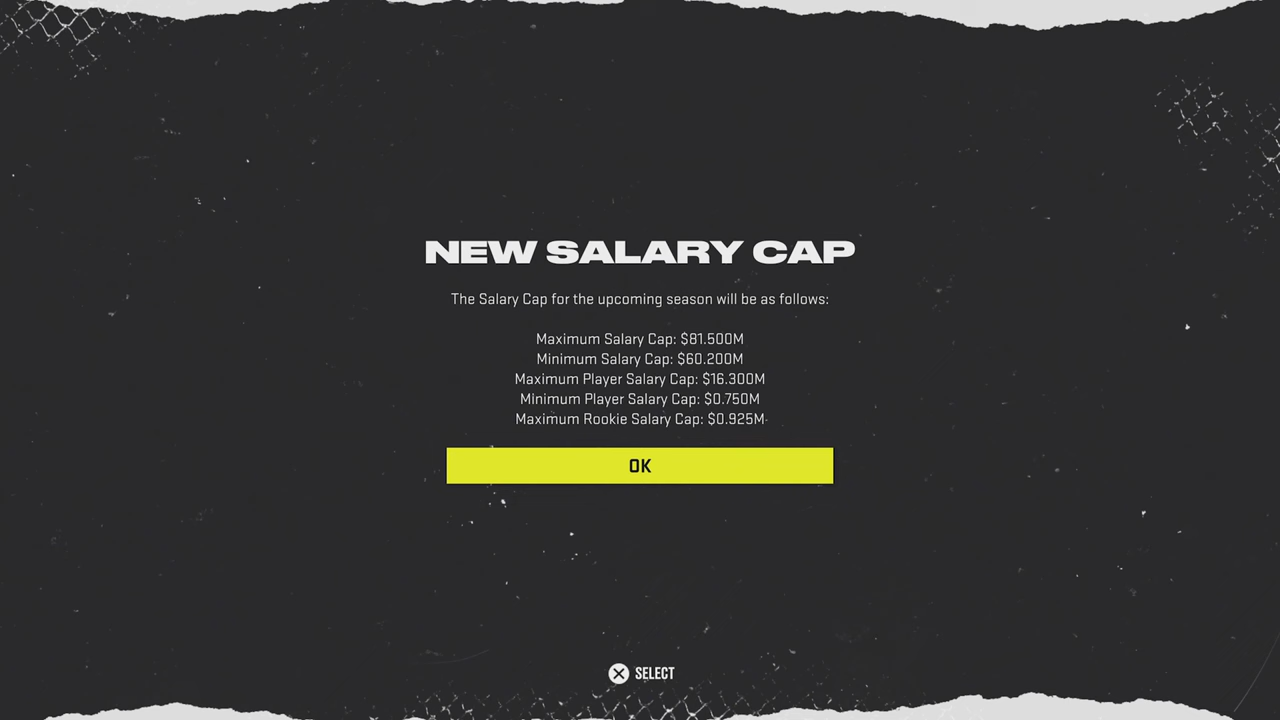 NEW SALARY CAP
The Salary Cap for the upcoming season will be as follows:
Maximum Salary Cap: $81.500M
Minimum Salary Cap: $60.200M
Maximum Player Salary Cap: $16.300M
Minimum Player Salary Cap: $0.750M
Maximum Rookie Salary Cap: $0.925M
OK
SELECT